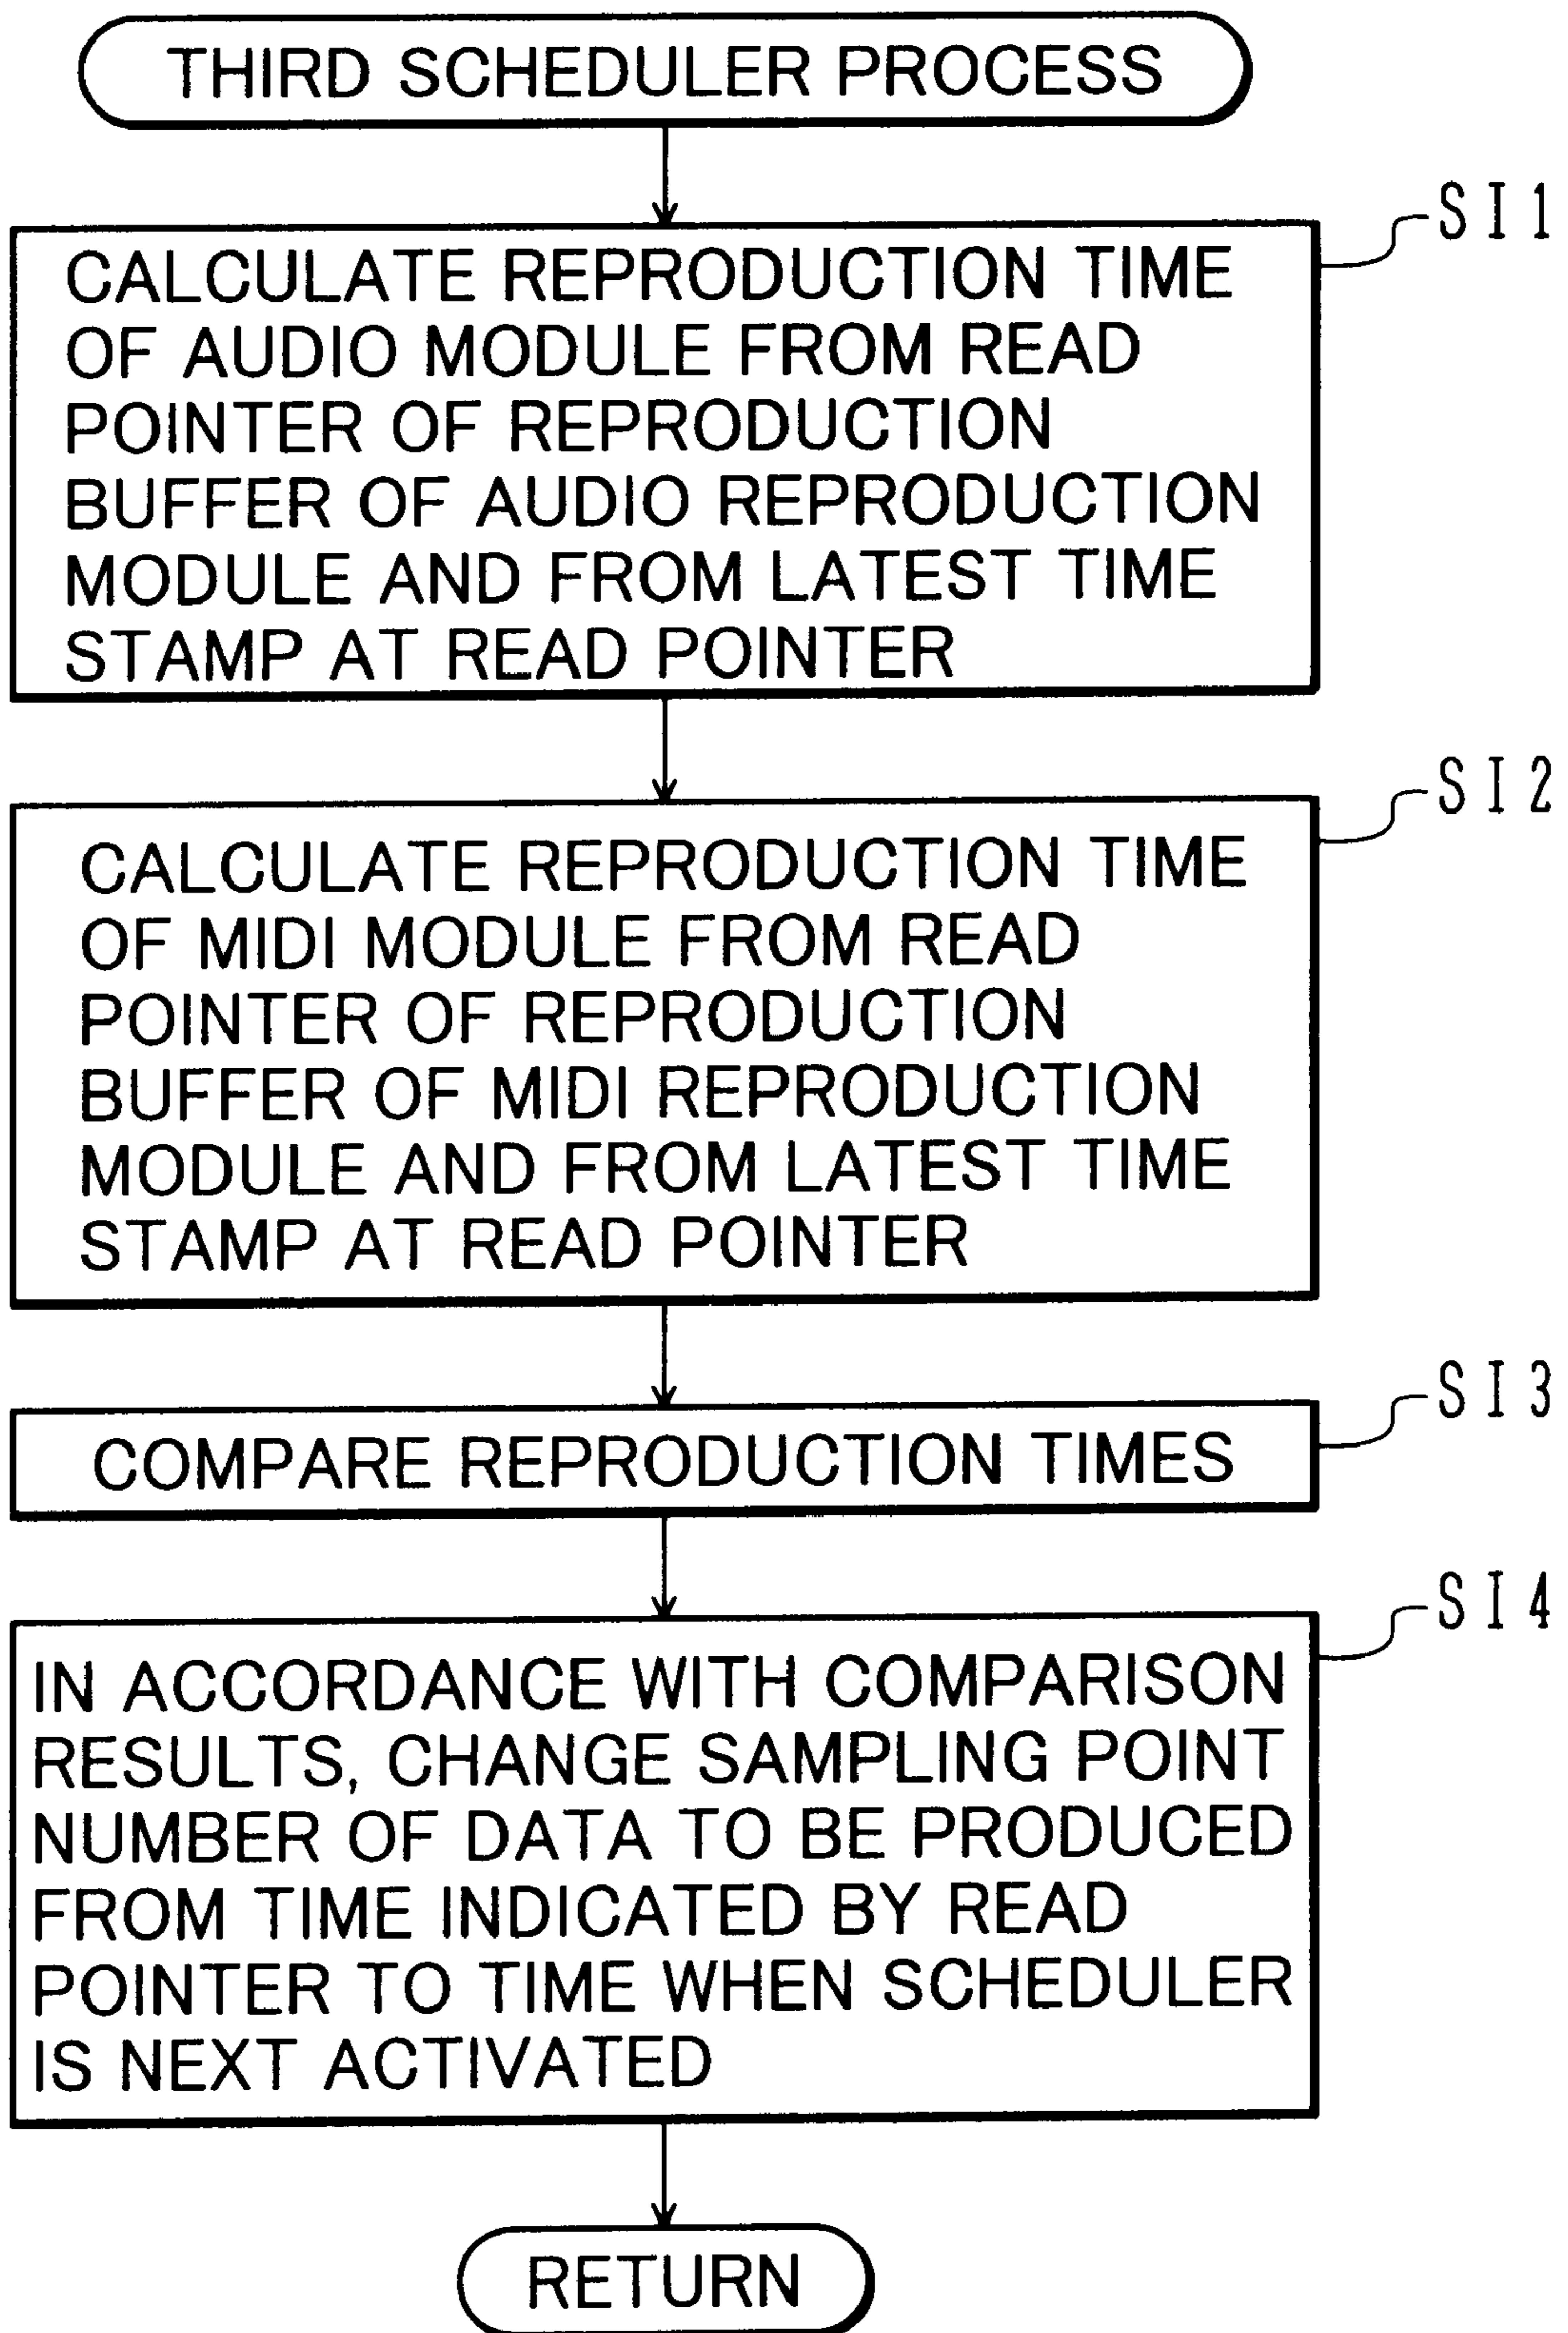 THIRD SCHEDULER PROCESS
SI1
CALCULATE REPRODUCTION TIME
OF AUDIO MODULE FROM READ
POINTER OF REPRODUCTION
BUFFER OF AUDIO REPRODUCTION
MODULE AND FROM LATEST TIME
STAMP AT READ POINTER
SI2
CALCULATE REPRODUCTION TIME
OF MIDI MODULE FROM READ
POINTER OF REPRODUCTION
BUFFER OF MIDI REPRODUCTION
MODULE AND FROM LATEST TIME
STAMP AT READ POINTER
SI3
COMPARE REPRODUCTION TIMES
SI4
IN ACCORDANCE WITH COMPARISON
RESULTS, CHANGE SAMPLING POINT
NUMBER OF DATA TO BE PRODUCED
FROM TIME INDICATED BY READ
POINTER TO TIME WHEN SCHEDULER
IS NEXT ACTIVATED
RETURN